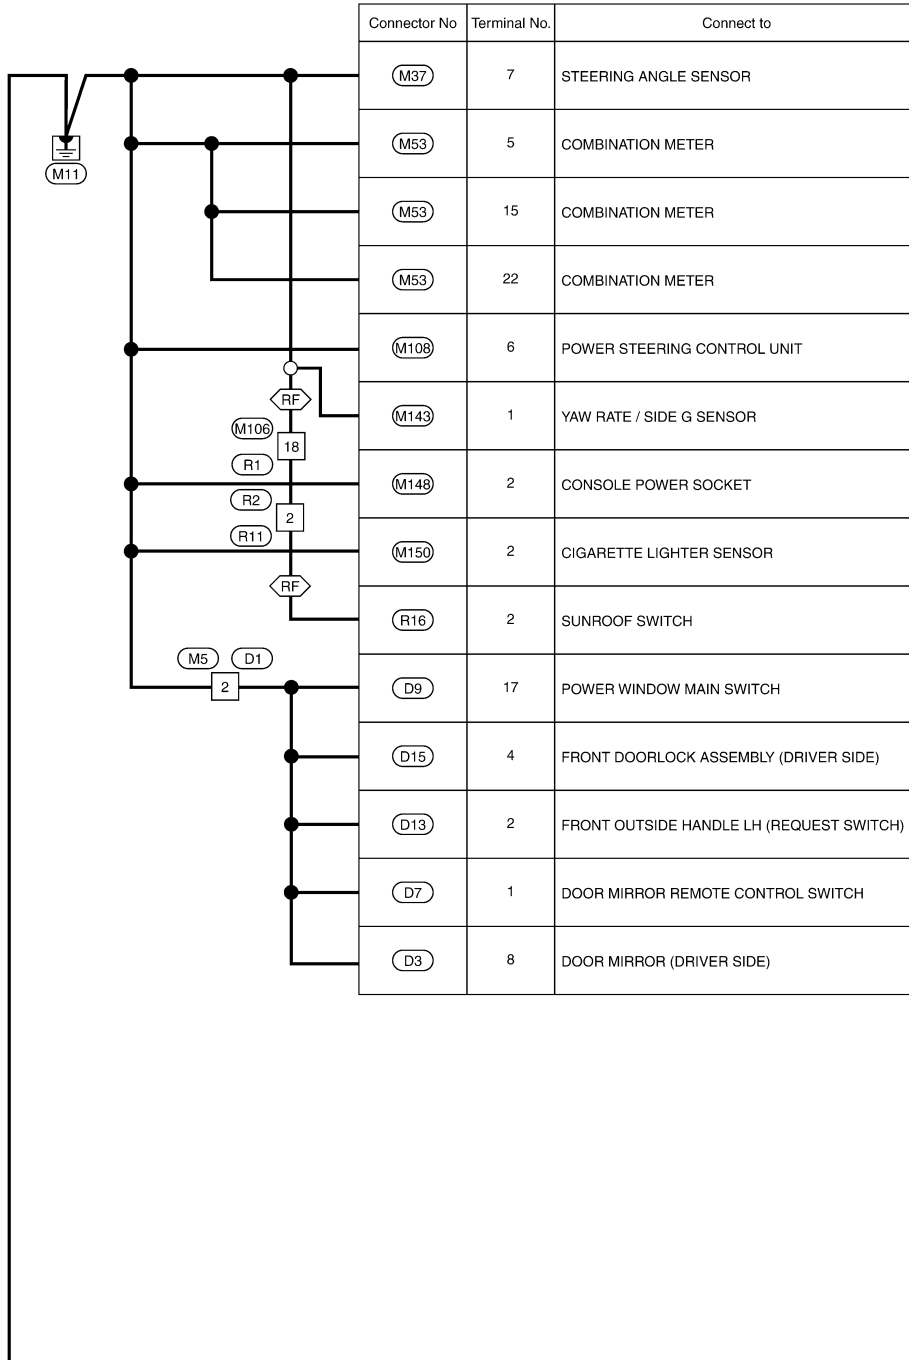 Connector No Terminal No. Connect to
M37 7 STEERING ANGLE SENSOR
M53 5 COMBINATION METER
M11
M53 15 COMBINATION METER
M53 22 COMBINATION METER
M108 6 POWER STEERING CONTROL UNIT
RF
M143 1 YAW RATE / SIDE G SENSOR
M106
18
R1
M148 2 CONSOLE POWER SOCKET
R2
2
R11
M150 2 CIGARETTE LIGHTER SENSOR
RF
R16 2 SUNROOF SWITCH
M5 D1
2
D9 17 POWER WINDOW MAIN SWITCH
D15 4 FRONT DOORLOCK ASSEMBLY (DRIVER SIDE)
D13 2 FRONT OUTSIDE HANDLE LH (REQUEST SWITCH)
D7 1 DOOR MIRROR REMOTE CONTROL SWITCH
D3 8 DOOR MIRROR (DRIVER SIDE)